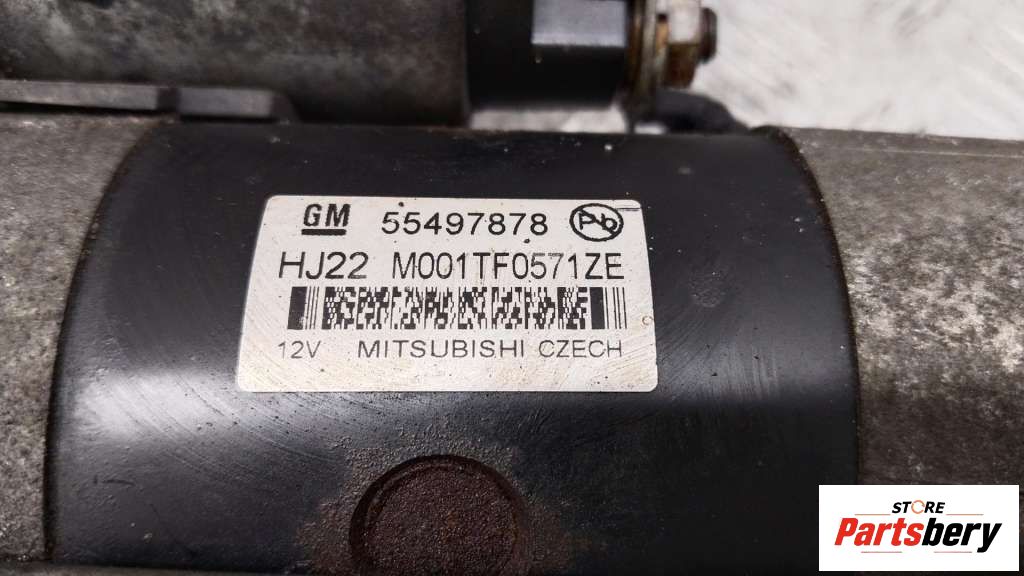 GM 55497878 Pb
HJ22 M001TF0571ZE
12V MITSUBISHI CZECH
STORE
Partsbery